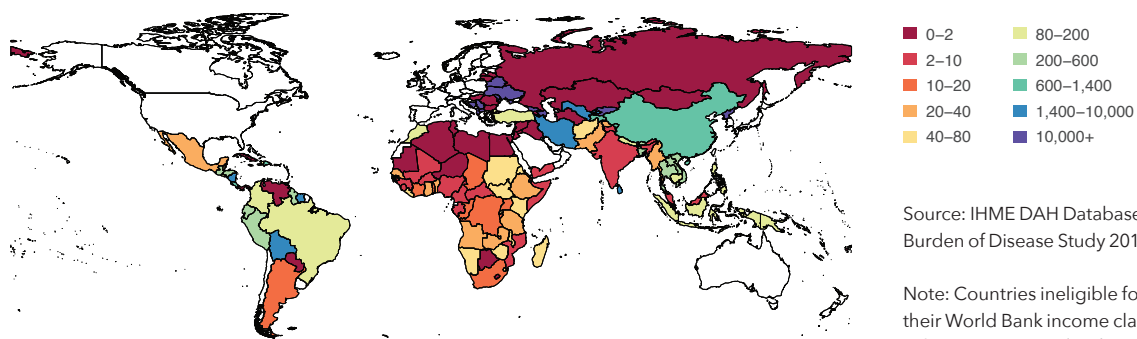 0–2
2–10
10–20
20–40
40–80
80–200
200–600
600–1,400
1,400–10,000
10,000+
Source: IHME DAH Database
Burden of Disease Study 201
Note: Countries ineligible fo
their World Bank income cla